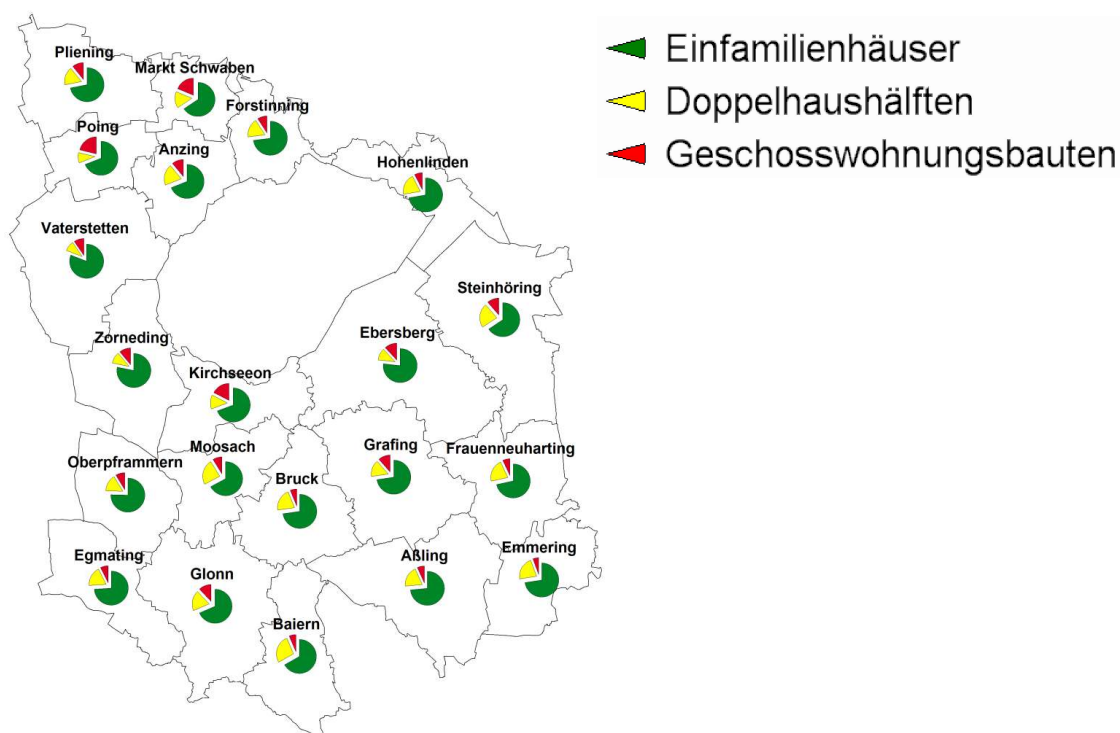 Pliening
Markt Schwaben
Forstinning
Poing
Anzing
Hohenlinden
Vaterstetten
Steinhöring
Zorneding
Ebersberg
Kirchseeon
Moosach
Grafing
Frauenneuharting
Oberpframmern
Bruck
Egmating
Glonn
Aßling
Emmering
Baiern
Einfamilienhäuser
Doppelhaushälften
Geschosswohnungsbauten